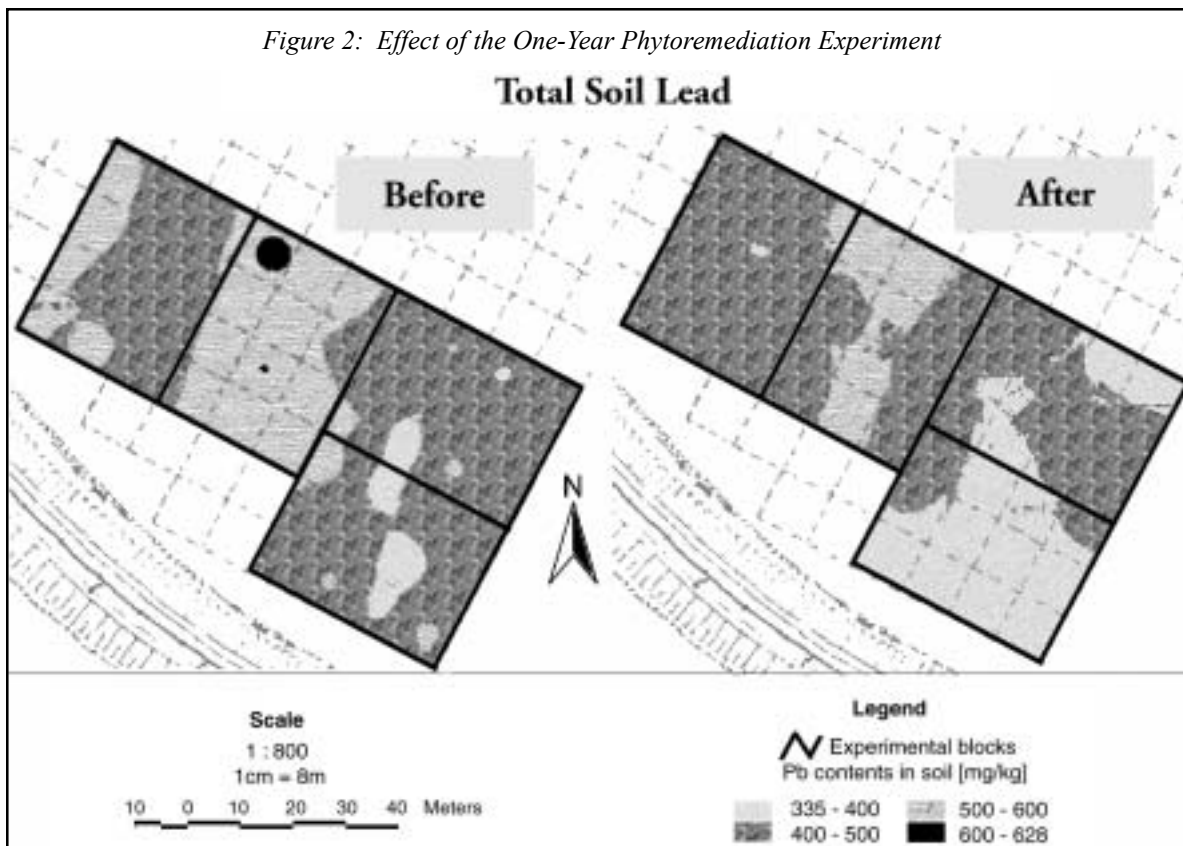 Figure 2: Effect of the One-Year Phytoremediation Experiment
Total Soil Lead
Before
After
N
Scale
1 : 800
1cm = 8m
10 0 10 20 30 40 Meters
Legend
Experimental blocks
Pb contents in soil [mg/kg]
335 - 400
500 - 600
400 - 500
600 - 628